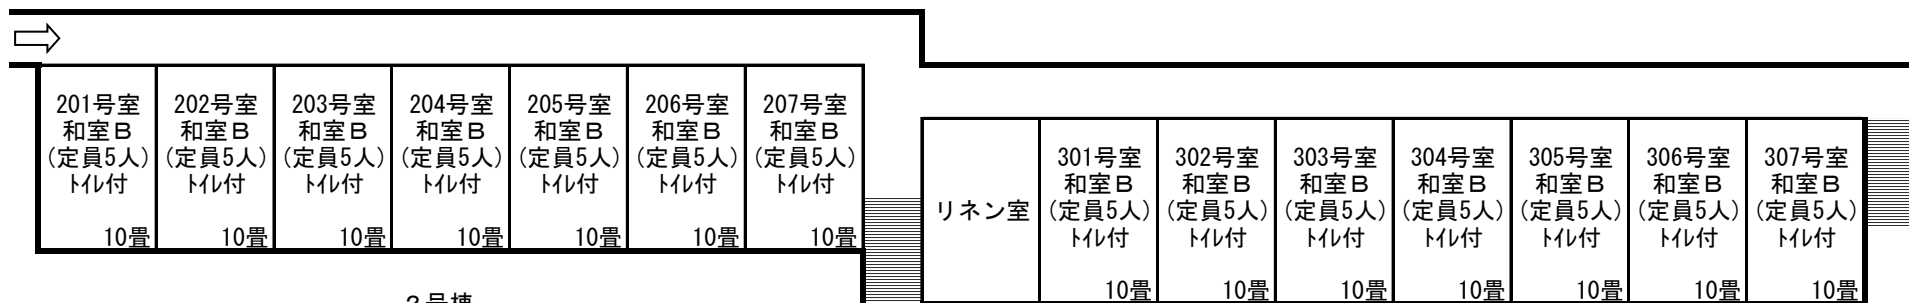 201号室
和室Ｂ
(定員5人)
ﾄｲﾚ付
10畳
202号室
和室Ｂ
(定員5人)
ﾄｲﾚ付
10畳
203号室
和室Ｂ
(定員5人)
ﾄｲﾚ付
10畳
204号室
和室Ｂ
(定員5人)
ﾄｲﾚ付
10畳
205号室
和室Ｂ
(定員5人)
ﾄｲﾚ付
10畳
206号室
和室Ｂ
(定員5人)
ﾄｲﾚ付
10畳
207号室
和室Ｂ
(定員5人)
ﾄｲﾚ付
10畳
リネン室
301号室
和室Ｂ
(定員5人)
ﾄｲﾚ付
10畳
302号室
和室Ｂ
(定員5人)
ﾄｲﾚ付
10畳
303号室
和室Ｂ
(定員5人)
ﾄｲﾚ付
10畳
304号室
和室Ｂ
(定員5人)
ﾄｲﾚ付
10畳
305号室
和室Ｂ
(定員5人)
ﾄｲﾚ付
10畳
306号室
和室Ｂ
(定員5人)
ﾄｲﾚ付
10畳
307号室
和室Ｂ
(定員5人)
ﾄｲﾚ付
10畳